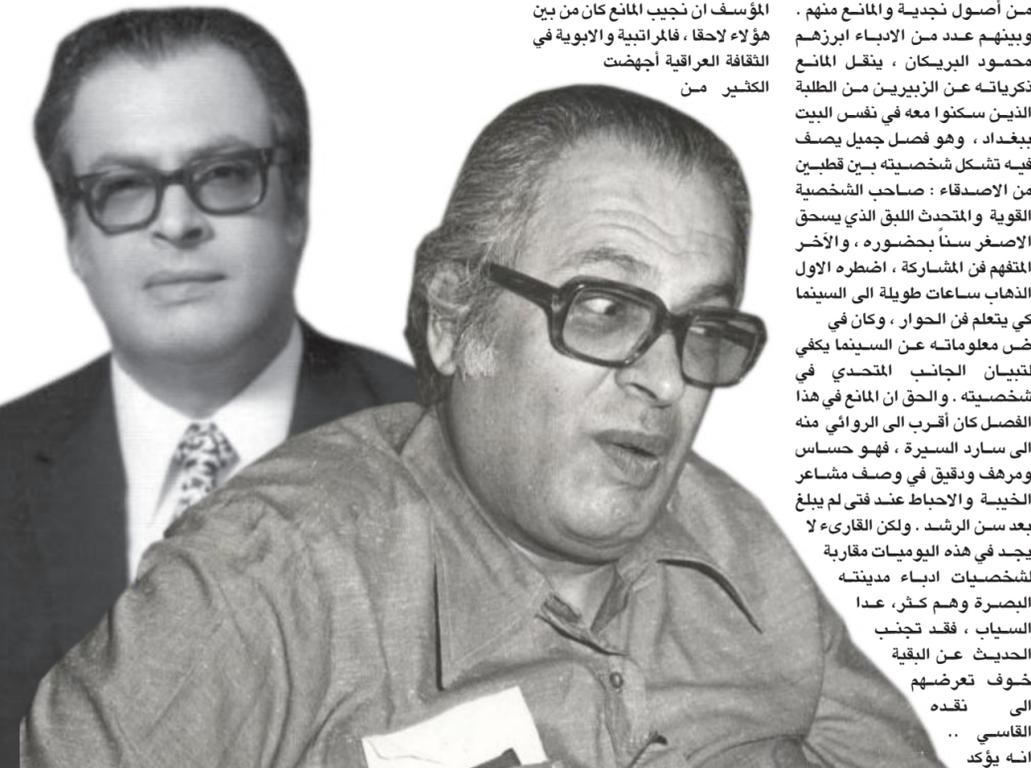 من أصول نجدية والمانع منهم .
وبينهم عدد من الادباء ابرزهم
محمود البريكان ، ينقل المانع
ذكرياته عن الزبيرين من الطلبة
الذين سكنوا معه في نفس البيت
ببغداد ، وهو فصل جميل يصف
فيه تشكل شخصيته بين قطبين
من الاصدقاء : صاحب الشخصية
القوية والمتحدث اللبق الذي يسحق
الاصغر سناً بحضوره ، والآخر
المتفهم فن المشاركة ، اضطره الاول
الذهاب ساعات طويلة الى السينما
كي يتعلم فن الحوار ، وكان في
ض معلوماته عن السينما يكفي
لتبيان الجانب المتحدي في
شخصيته . والحق ان المانع في هذا
الفصل كان أقرب الى الروائي منه
الى سارد السيرة ، فهو حساس
ومرهف ودقيق في وصف مشاعر
الخيبة والاحباط عند فتى لم يبلغ
بعد سن الرشد . ولكن القارىء لا
يجد في هذه اليوميات مقاربة
لشخصيات ادباء مدينته
البصرة وهم كثر، عدا
السياب ، فقد تجنب
الحديث عن البقية
خوف تعرضهم
الى نقده
القاسي ..
انه يؤكد
المؤسف ان نجيب المانع كان من بين
هؤلاء لاحقا ، فالمراتبية والابوية في
الثقافة العراقية أجهضت
الكثير من